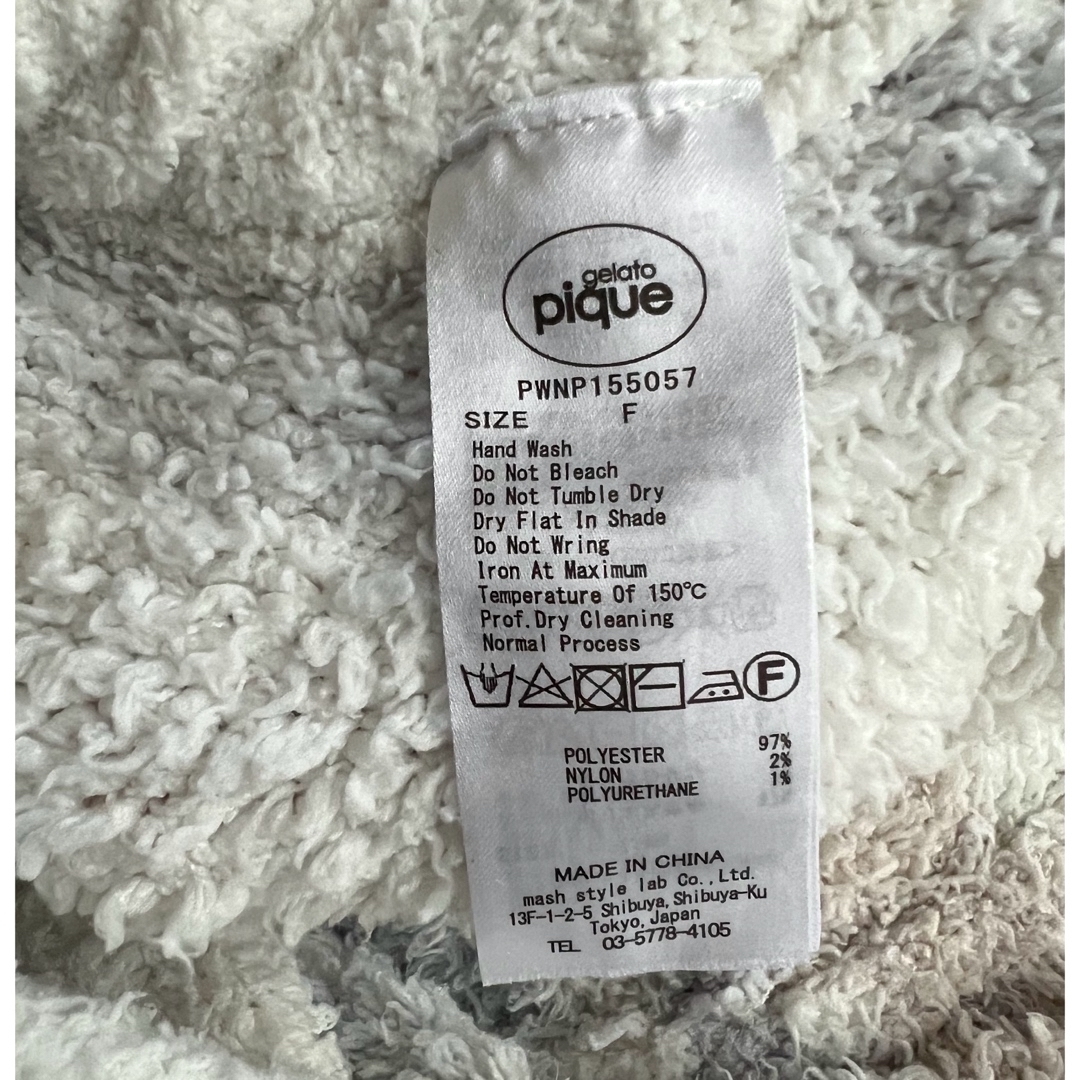 gelato
pique
PWNP155057
SIZE F
Hand Wash
Do Not Bleach
Do Not Tumble Dry
Dry Flat In Shade
Do Not Wring
Iron At Maximum
Temperature Of 150℃
Prof.Dry Cleaning
Normal Process
F
POLYESTER 97%
NYLON 2%
POLYURETHANE 1%
MADE IN CHINA
mash style lab Co.,Ltd.
13F-1-2-5 Shibuya, Shibuya-Ku
Tokyo, Japan
TEL 03-5778-4105